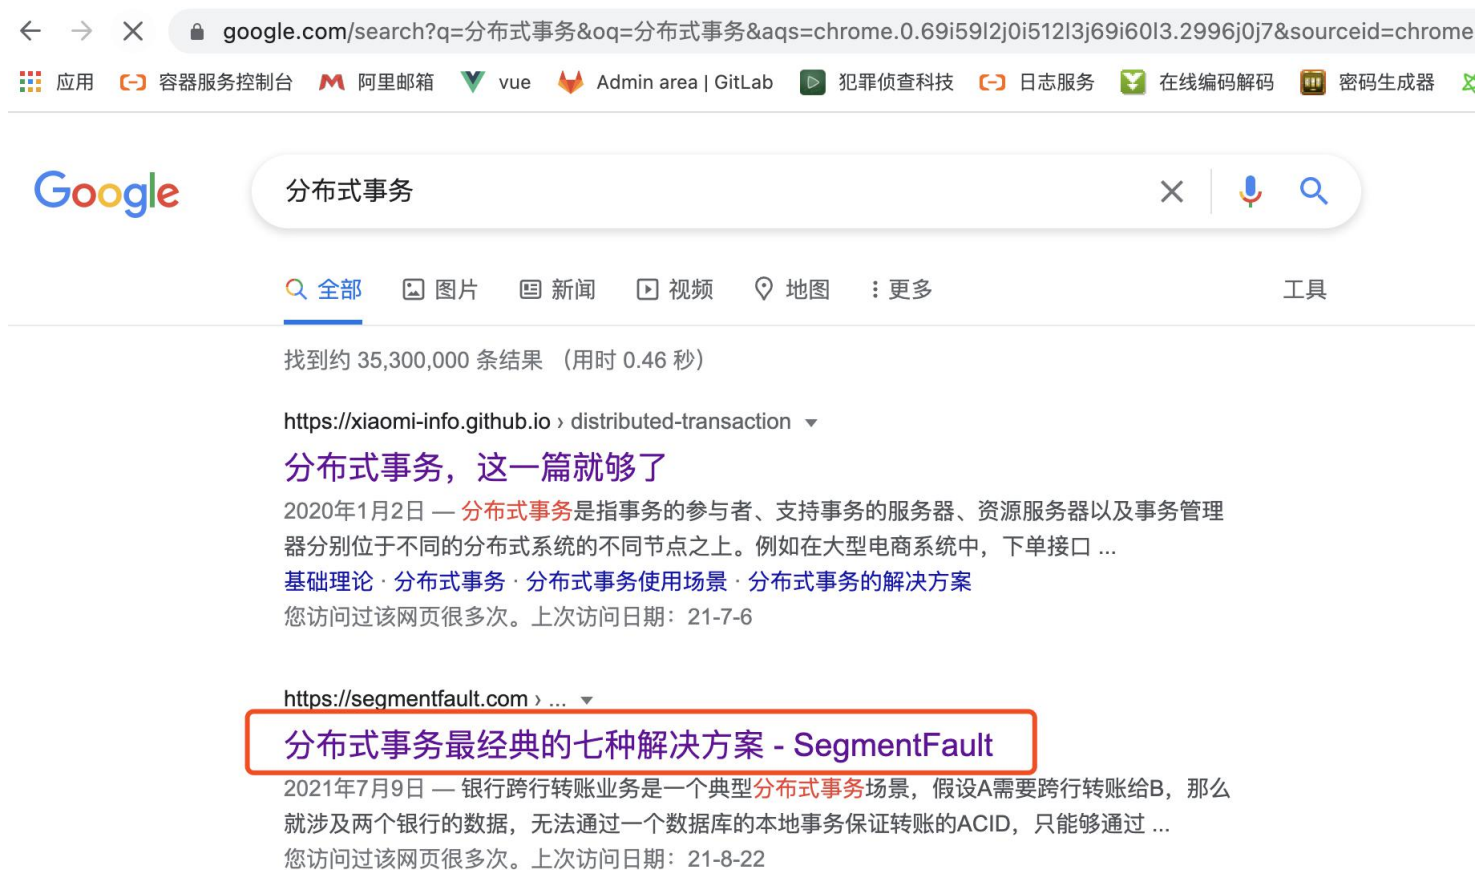 google.com/search?q=分布式事务&oq=分布式事务&aqs=chrome.0.69i59l2j0i512l3j69i60l3.2996j0j7&sourceid=chrome
应用 容器服务控制台 阿里邮箱 vue Admin area | GitLab 犯罪侦查科技 日志服务 在线编码解码 密码生成器
Google 分布式事务
全部 图片 新闻 视频 地图 更多 工具
找到约 35,300,000 条结果 （用时 0.46 秒）
https://xiaomi-info.github.io › distributed-transaction
分布式事务，这一篇就够了
2020年1月2日 — 分布式事务是指事务的参与者、支持事务的服务器、资源服务器以及事务管理
器分别位于不同的分布式系统的不同节点之上。例如在大型电商系统中，下单接口 ...
基础理论 · 分布式事务 · 分布式事务使用场景 · 分布式事务的解决方案
您访问过该网页很多次。上次访问日期：21-7-6
https://segmentfault.com › ...
分布式事务最经典的七种解决方案 - SegmentFault
2021年7月9日 — 银行跨行转账业务是一个典型分布式事务场景，假设A需要跨行转账给B，那么
就涉及两个银行的数据，无法通过一个数据库的本地事务保证转账的ACID，只能够通过 ...
您访问过该网页很多次。上次访问日期：21-8-22